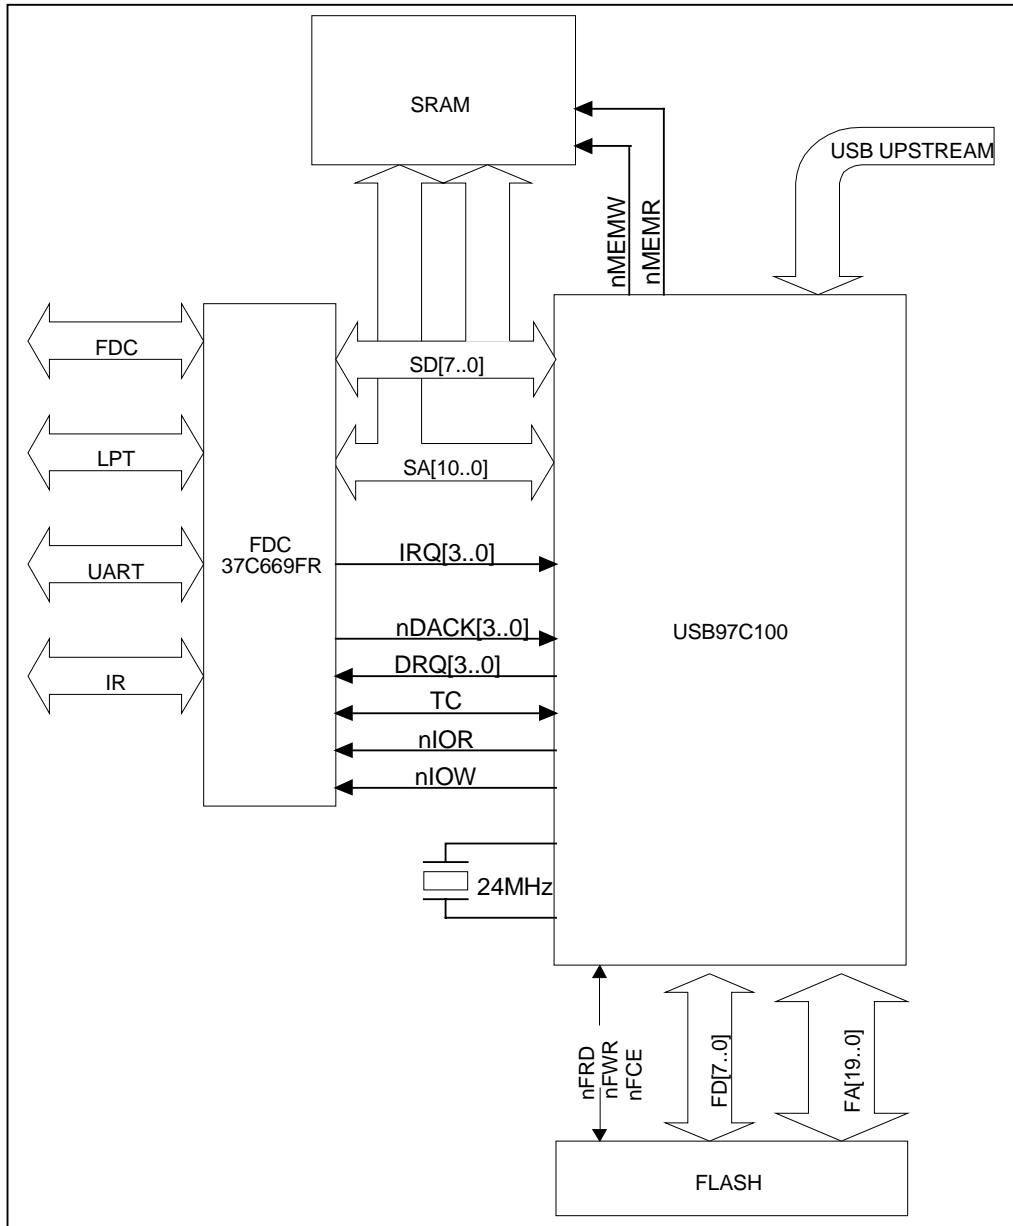 SRAM
USB UPSTREAM
nMEMW
nMEMR
FDC
SD[7..0]
LPT
SA[10..0]
FDC
37C669FR
IRQ[3..0]
UART
nDACK[3..0]
USB97C100
DRQ[3..0]
IR
TC
nIOR
nIOW
24MHz
nFRD
nFWR
nFCE
FD[7..0]
FA[19..0]
FLASH